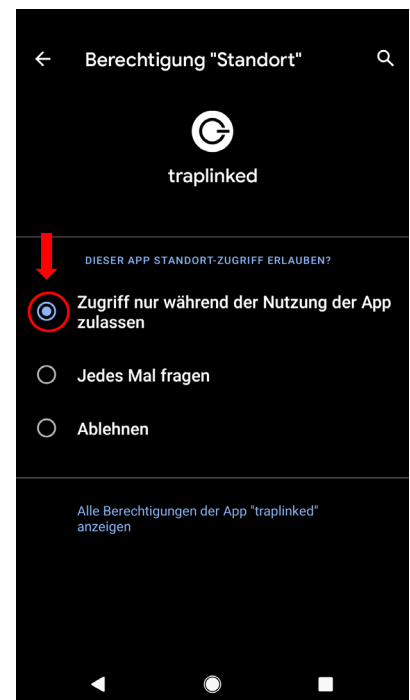 Berechtigung "Standort"
traplinked
DIESER APP STANDORT-ZUGRIFF ERLAUBEN?
Zugriff nur während der Nutzung der App
zulassen
Jedes Mal fragen
Ablehnen
Alle Berechtigungen der App "traplinked"
anzeigen